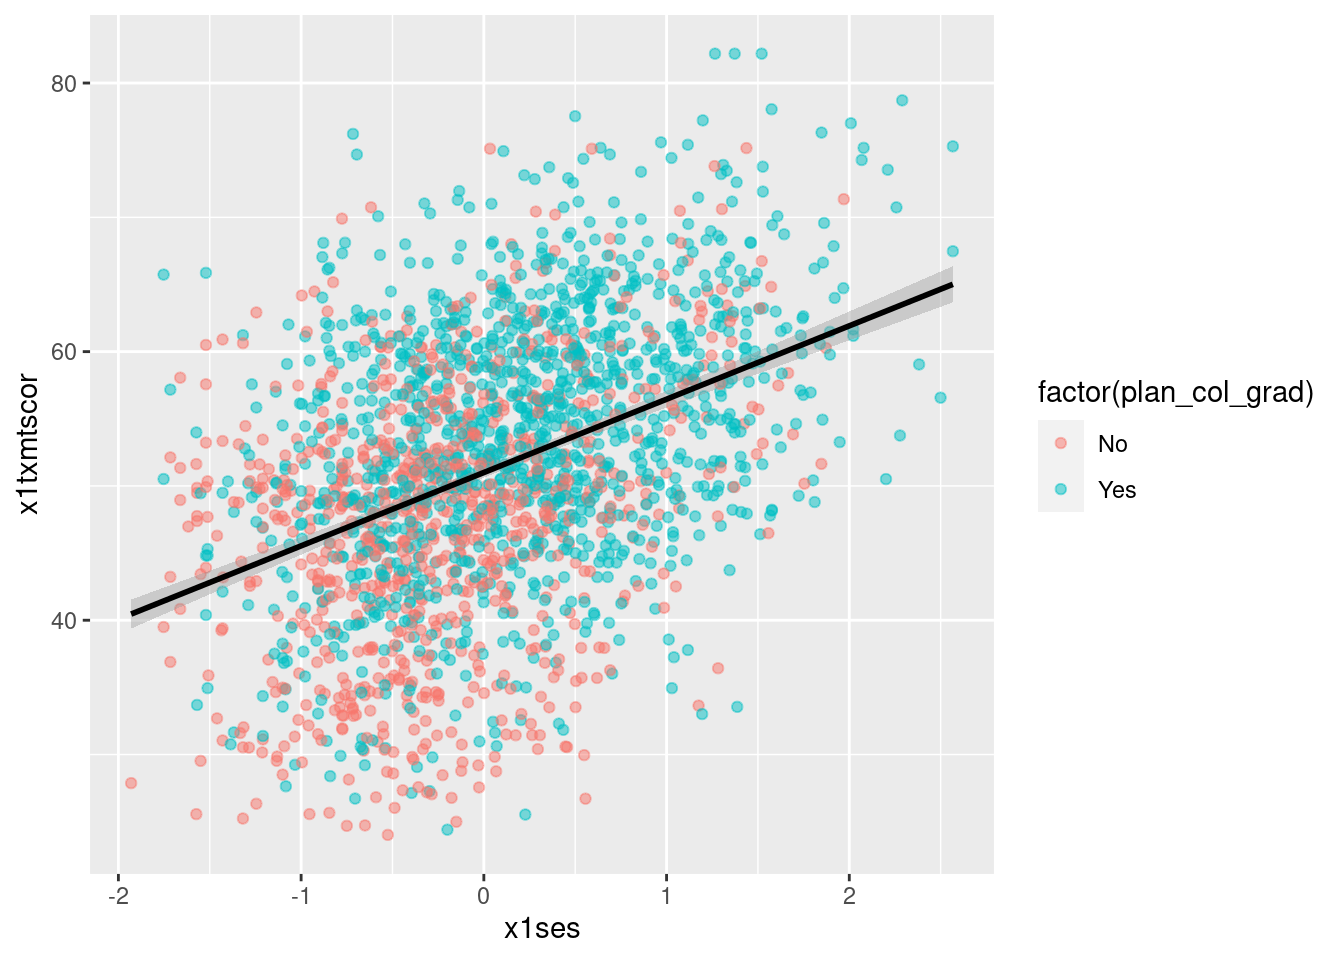 80
60
40
-2
-1
0
1
2
x1ses
x1txmtscor
factor(plan_col_grad)
No
Yes